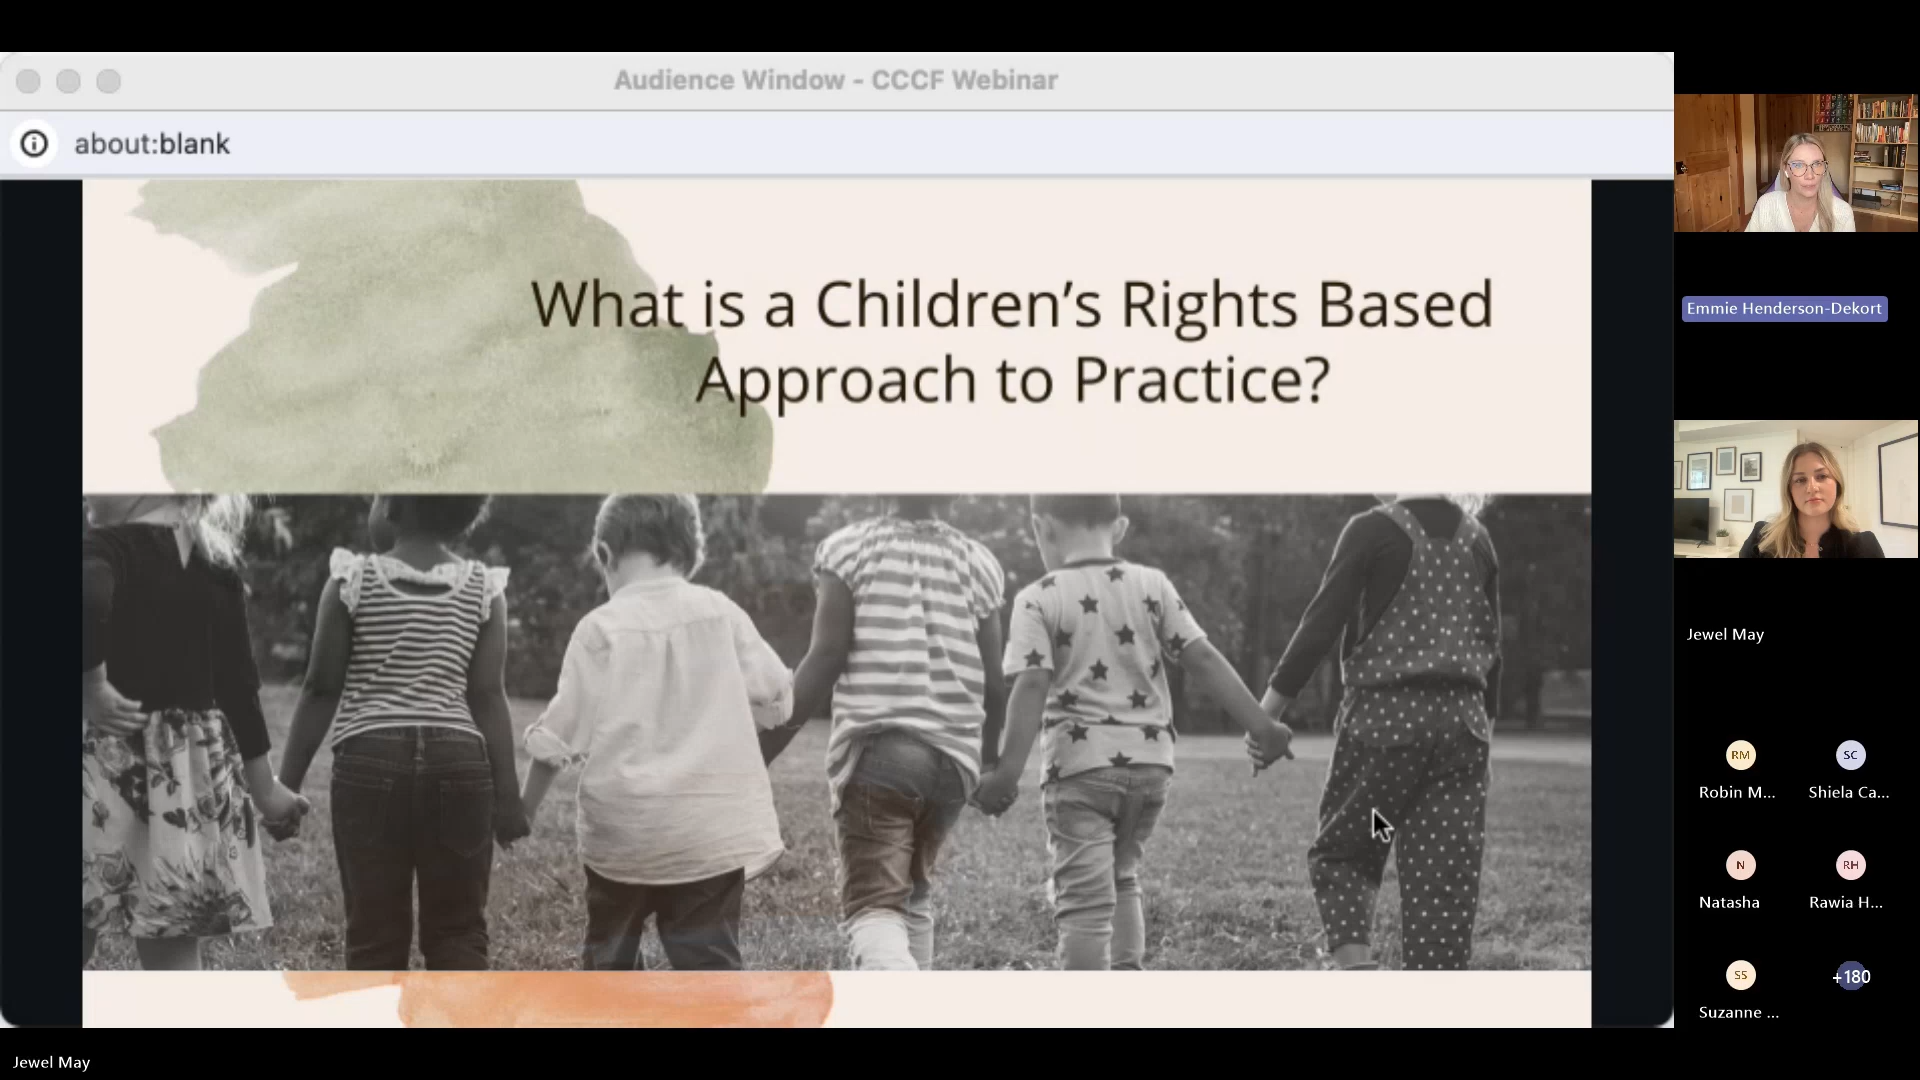 Audience Window - CCCF Webinar
about:blank
What is a Children's Rights Based
Approach to Practice?
Emmie Henderson-Dekort
Jewel May
RM
SC
Robin M...
Shiela Ca...
N
RH
Natasha
Rawia H...
SS
+180
Suzanne ...
Jewel May